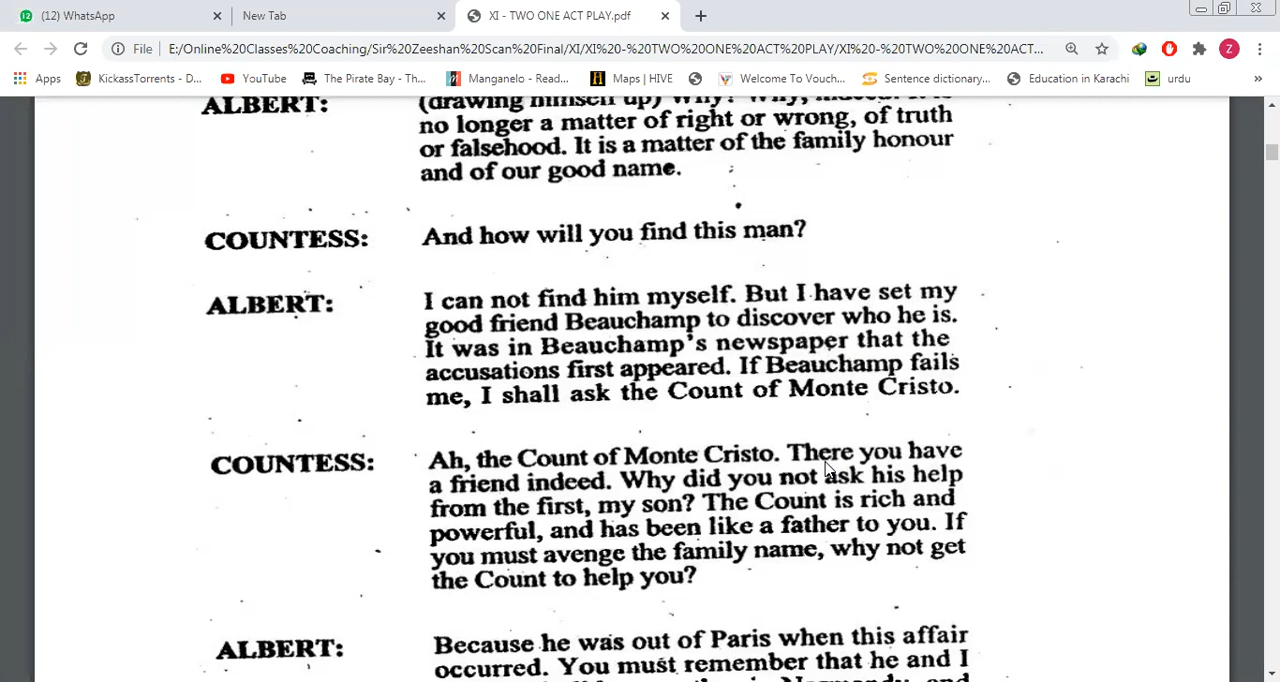 (12) WhatsApp
New Tab
XI - TWO ONE ACT PLAY.pdf
File
E:/Online%20Classes%20Coaching/Sir%20Zeeshan%20Scan%20Final/XI/XI%20-%20TWO%20ONE%20ACT%20PLAY/XI%20-%20TWO%20ONE%20ACT...
Z
Apps
KickassTorrents - D...
YouTube
The Pirate Bay - Th...
Manganelo - Read...
Maps | HIVE
Welcome To Vouch...
Sentence dictionary...
Education in Karachi
urdu
»
ALBERT: (drawing himself up) Why? Why, indeed. It is
no longer a matter of right or wrong, of truth
or falsehood. It is a matter of the family honour
and of our good name.
COUNTESS: And how will you find this man?
ALBERT: I can not find him myself. But I have set my
good friend Beauchamp to discover who he is.
It was in Beauchamp's newspaper that the
accusations first appeared. If Beauchamp fails
me, I shall ask the Count of Monte Cristo.
COUNTESS: Ah, the Count of Monte Cristo. There you have
a friend indeed. Why did you not ask his help
from the first, my son? The Count is rich and
powerful, and has been like a father to you. If
you must avenge the family name, why not get
the Count to help you?
ALBERT: Because he was out of Paris when this affair
occurred. You must remember that he and I
Normandy, and